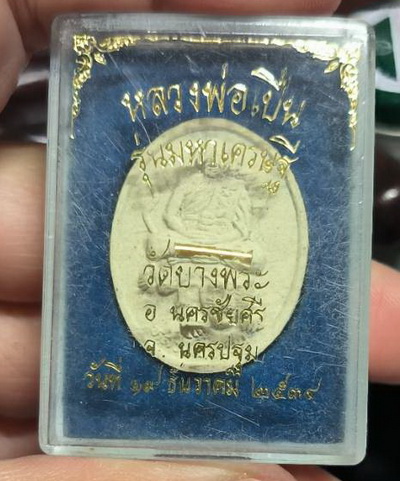 หลวงพ่อเปิ่น
รุ่นมหาเศรษฐี
วัดบางพระ
อ นครชัยศรี
จ. นครปฐม
วันที่ ๑๗ ธันวาคม ๒๕๓๔